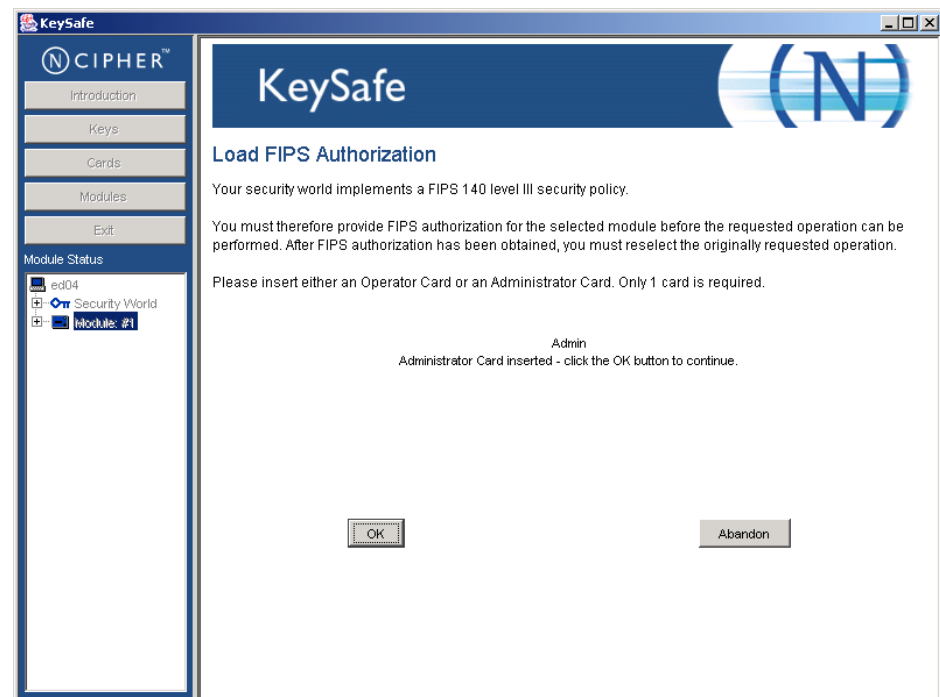 KeySafe
NCIPHER™
Introduction
Keys
Cards
Modules
Exit
Module Status
ed04
Security World
Module: #1
KeySafe
(N)
Load FIPS Authorization
Your security world implements a FIPS 140 level III security policy.
You must therefore provide FIPS authorization for the selected module before the requested operation can be
performed. After FIPS authorization has been obtained, you must reselect the originally requested operation.
Please insert either an Operator Card or an Administrator Card. Only 1 card is required.
Admin
Administrator Card inserted - click the OK button to continue.
OK
Abandon